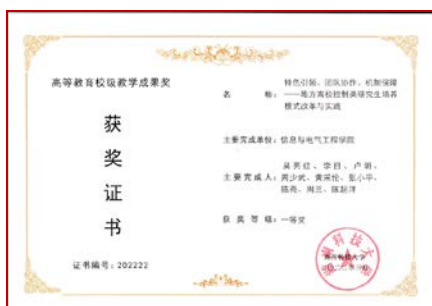 高等教育校级教学成果奖
获
奖
证
书
证书编号：202222
名 称：
特色引领、团队协作、机制保障
——地方高校控制类研究生培养
模式改革与实践
主要完成单位：信息与电气工程学院
吴亮红、李目、卢明、
主要完成人：周少武、黄采伦、张小平、
陈亮、周兰、陈超洋
获 奖 等 级：一等奖